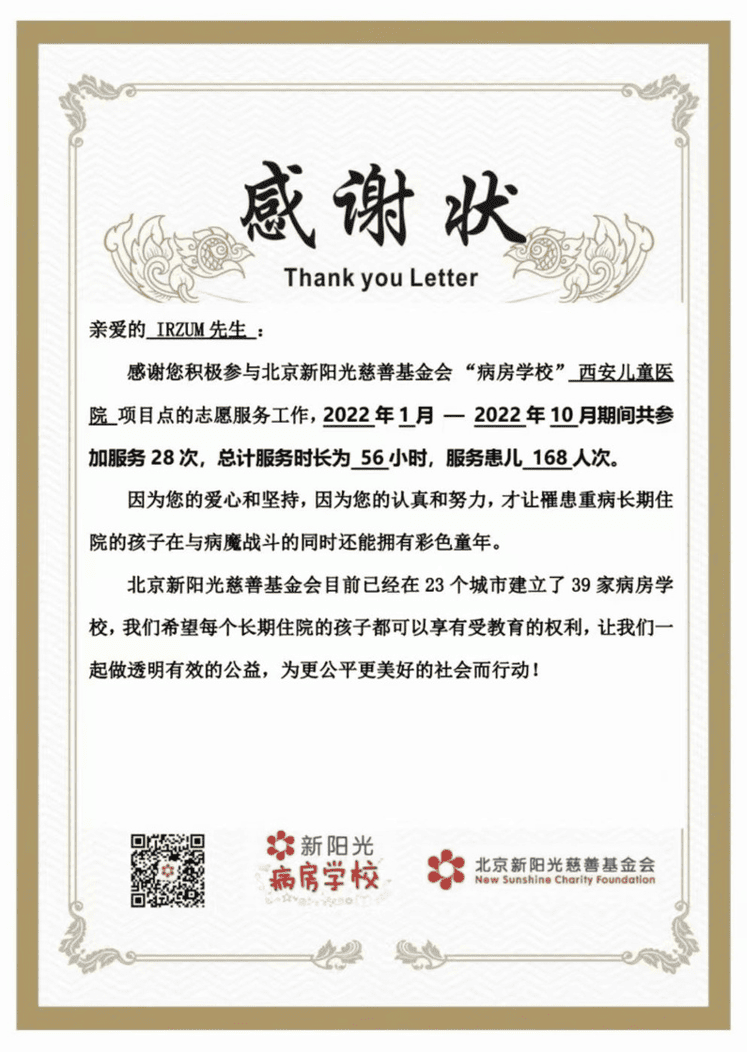 感谢状
Thank you Letter
亲爱的 IRZUM 先生 ：
感谢您积极参与北京新阳光慈善基金会 “病房学校” 西安儿童医
院 项目点的志愿服务工作，2022 年 1 月 — 2022 年 10 月期间共参
加服务 28 次，总计服务时长为 56 小时，服务患儿 168 人次。
因为您的爱心和坚持，因为您的认真和努力，才让罹患重病长期住
院的孩子在与病魔战斗的同时还能拥有彩色童年。
北京新阳光慈善基金会目前已经在 23 个城市建立了 39 家病房学
校，我们希望每个长期住院的孩子都可以享有受教育的权利，让我们一
起做透明有效的公益，为更公平更美好的社会而行动！
新阳光
病房学校
北京新阳光慈善基金会
New Sunshine Charity Foundation